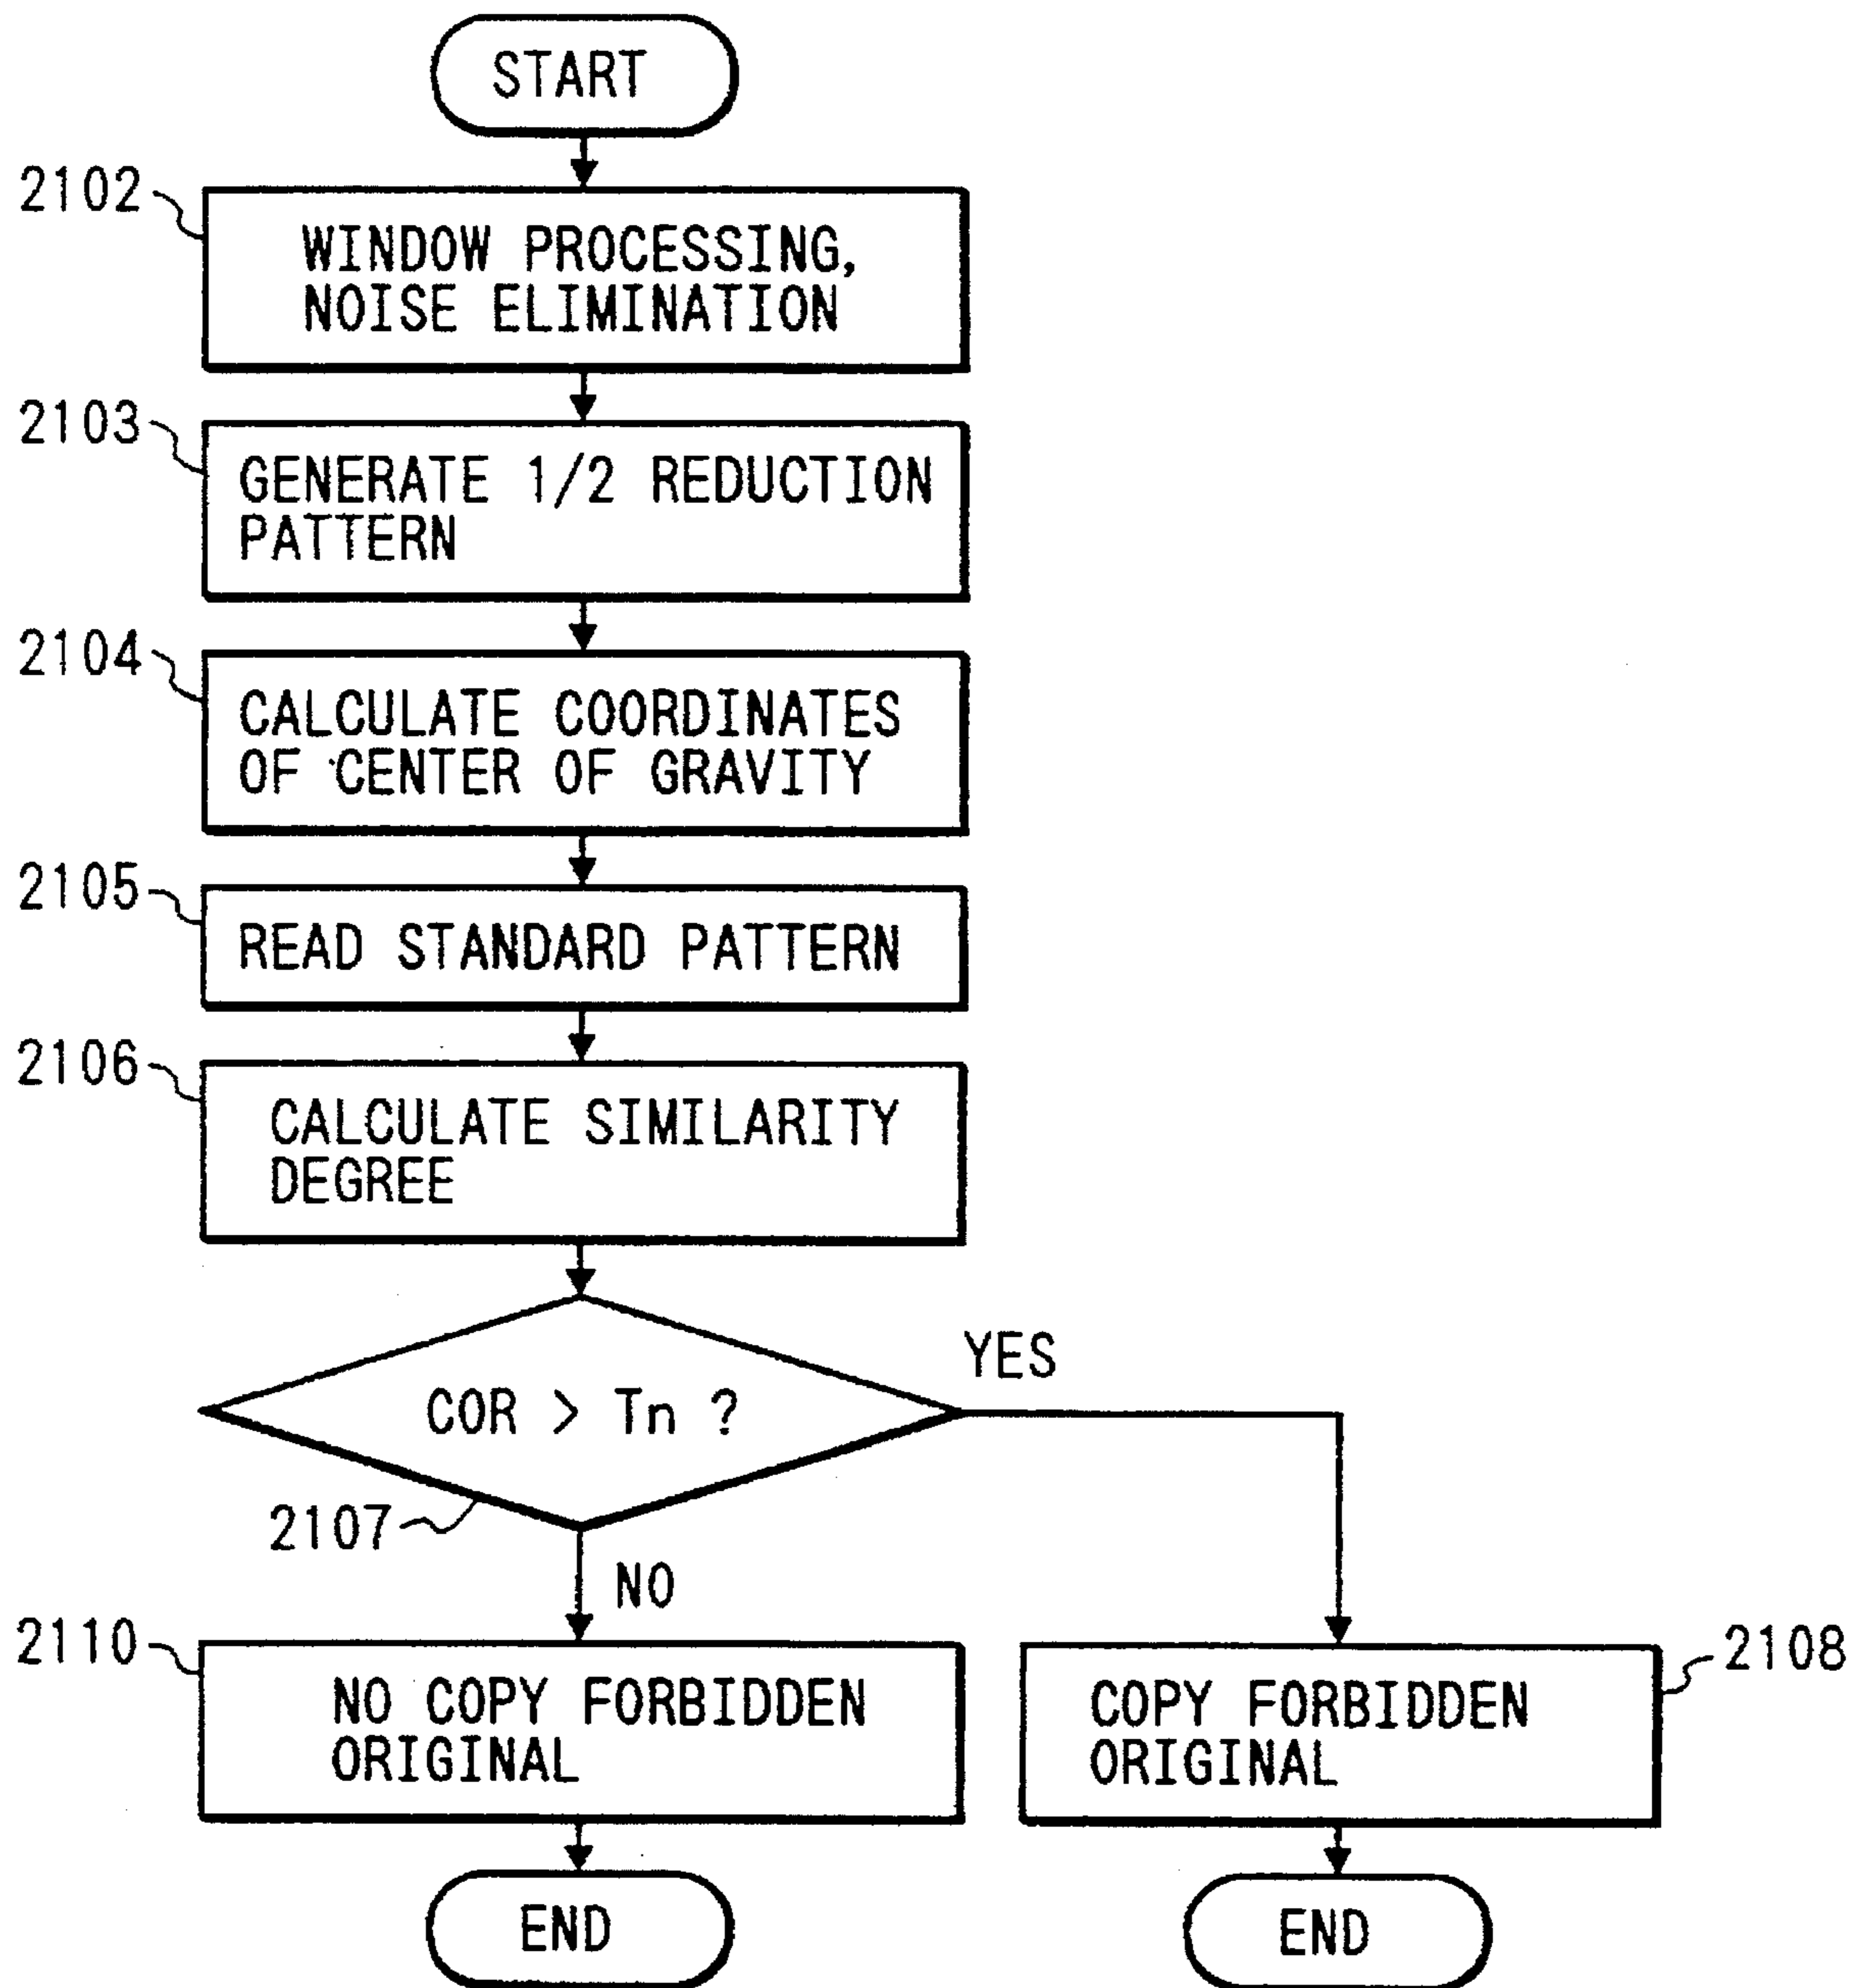 START
2102
WINDOW PROCESSING,
NOISE ELIMINATION
2103
GENERATE 1/2 REDUCTION
PATTERN
2104
CALCULATE COORDINATES
OF CENTER OF GRAVITY
2105
READ STANDARD PATTERN
2106
CALCULATE SIMILARITY
DEGREE
COR > Tn ?
YES
2107
NO
2110
NO COPY FORBIDDEN
ORIGINAL
COPY FORBIDDEN
ORIGINAL
2108
END
END